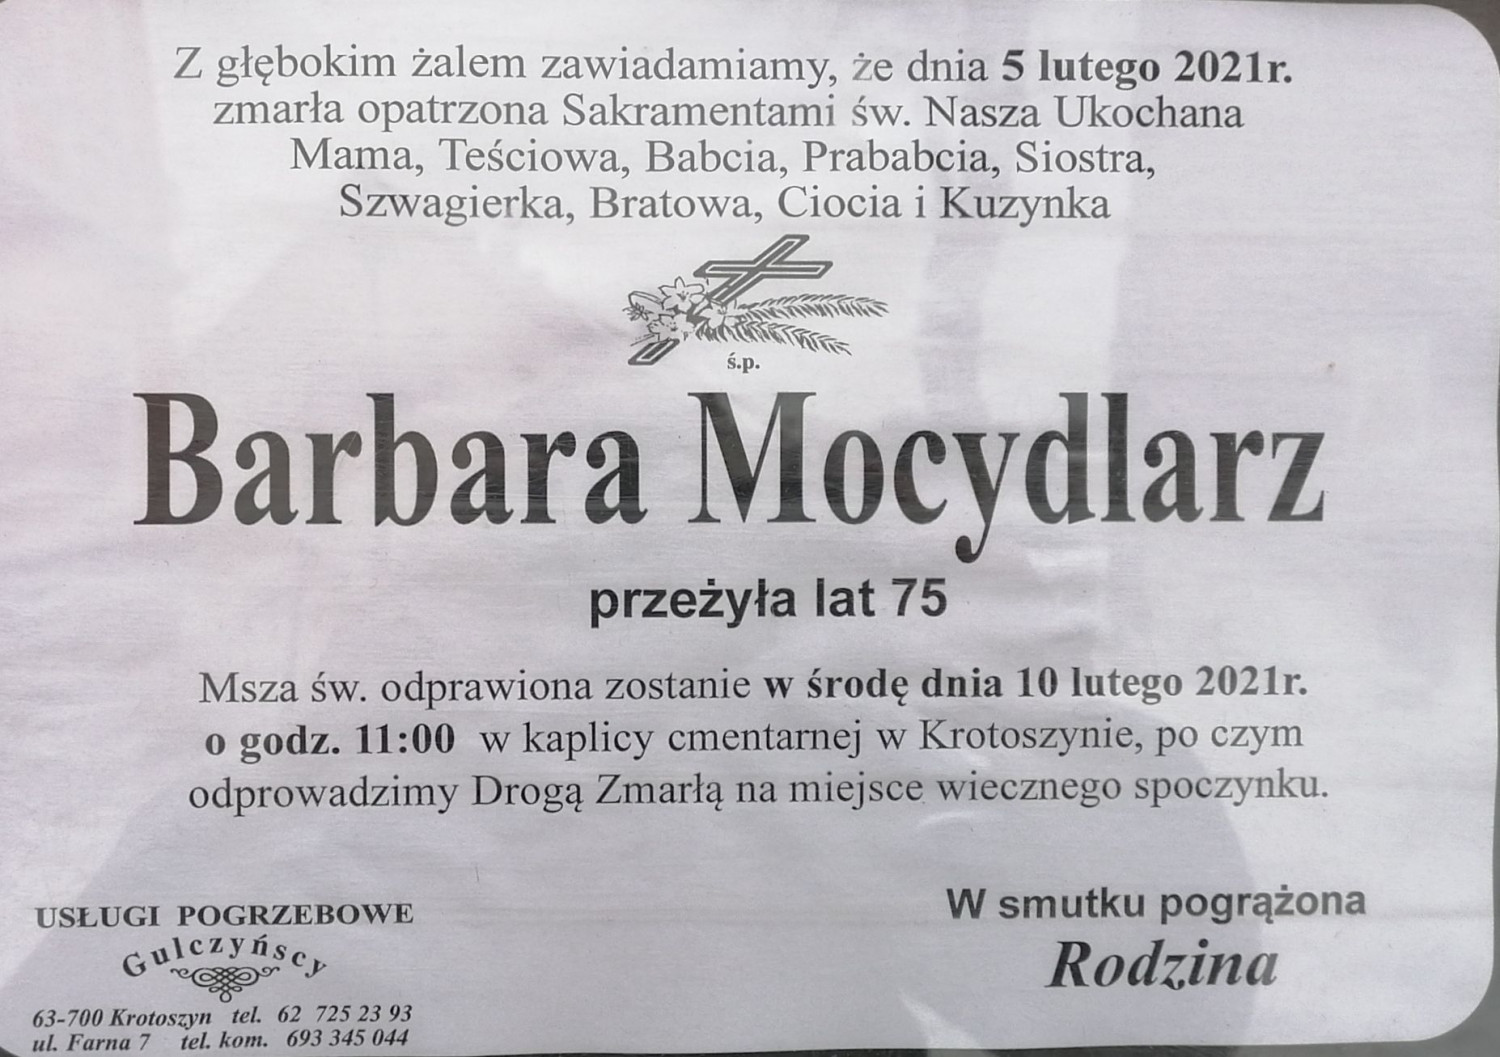 Z głębokim żalem zawiadamiamy, że dnia 5 lutego 2021r.
zmarła opatrzona Sakramentami św. Nasza Ukochana
Mama, Teściowa, Babcia, Prababcia, Siostra,
Szwagierka, Bratowa, Ciocia i Kuzynka
ś.p.
Barbara Mocydlarz
przeżyła lat 75
Msza św. odprawiona zostanie w środę dnia 10 lutego 2021r.
o godz. 11:00 w kaplicy cmentarnej w Krotoszynie, po czym
odprowadzimy Drogą Zmarłą na miejsce wiecznego spoczynku.
W smutku pogrążona
Rodzina
USŁUGI POGRZEBOWE
Gulczyńscy
63-700 Krotoszyn tel. 62 725 23 93
ul. Farna 7 tel. kom. 693 345 044